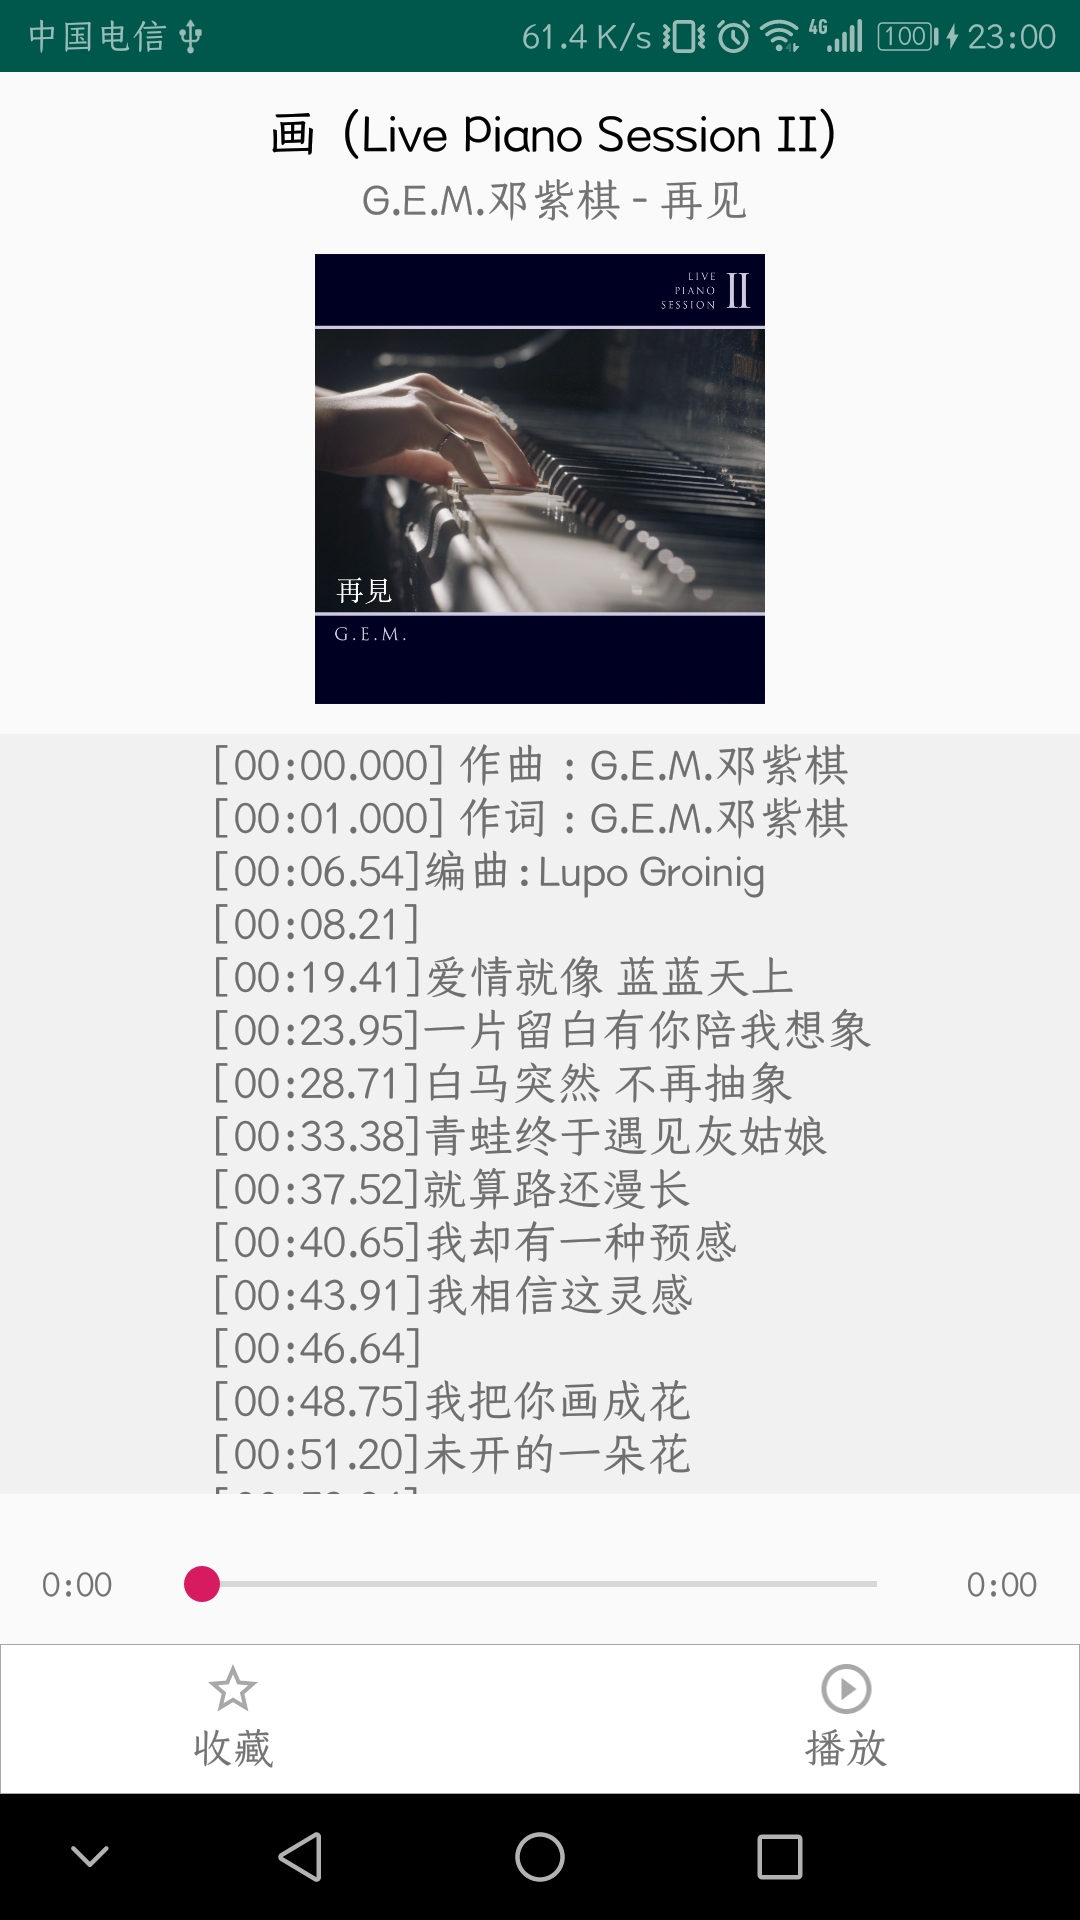 中国电信 61.4 K/s 4G 100 23:00
画 (Live Piano Session II)
G.E.M.邓紫棋 - 再见
LIVE
PIANO
SESSION II
再見
G.E.M.
[00:00.000] 作曲 : G.E.M.邓紫棋
[00:01.000] 作词 : G.E.M.邓紫棋
[00:06.54]编曲:Lupo Groinig
[00:08.21]
[00:19.41]爱情就像 蓝蓝天上
[00:23.95]一片留白有你陪我想象
[00:28.71]白马突然 不再抽象
[00:33.38]青蛙终于遇见灰姑娘
[00:37.52]就算路还漫长
[00:40.65]我却有一种预感
[00:43.91]我相信这灵感
[00:46.64]
[00:48.75]我把你画成花
[00:51.20]未开的一朵花
0:00 0:00
收藏 播放